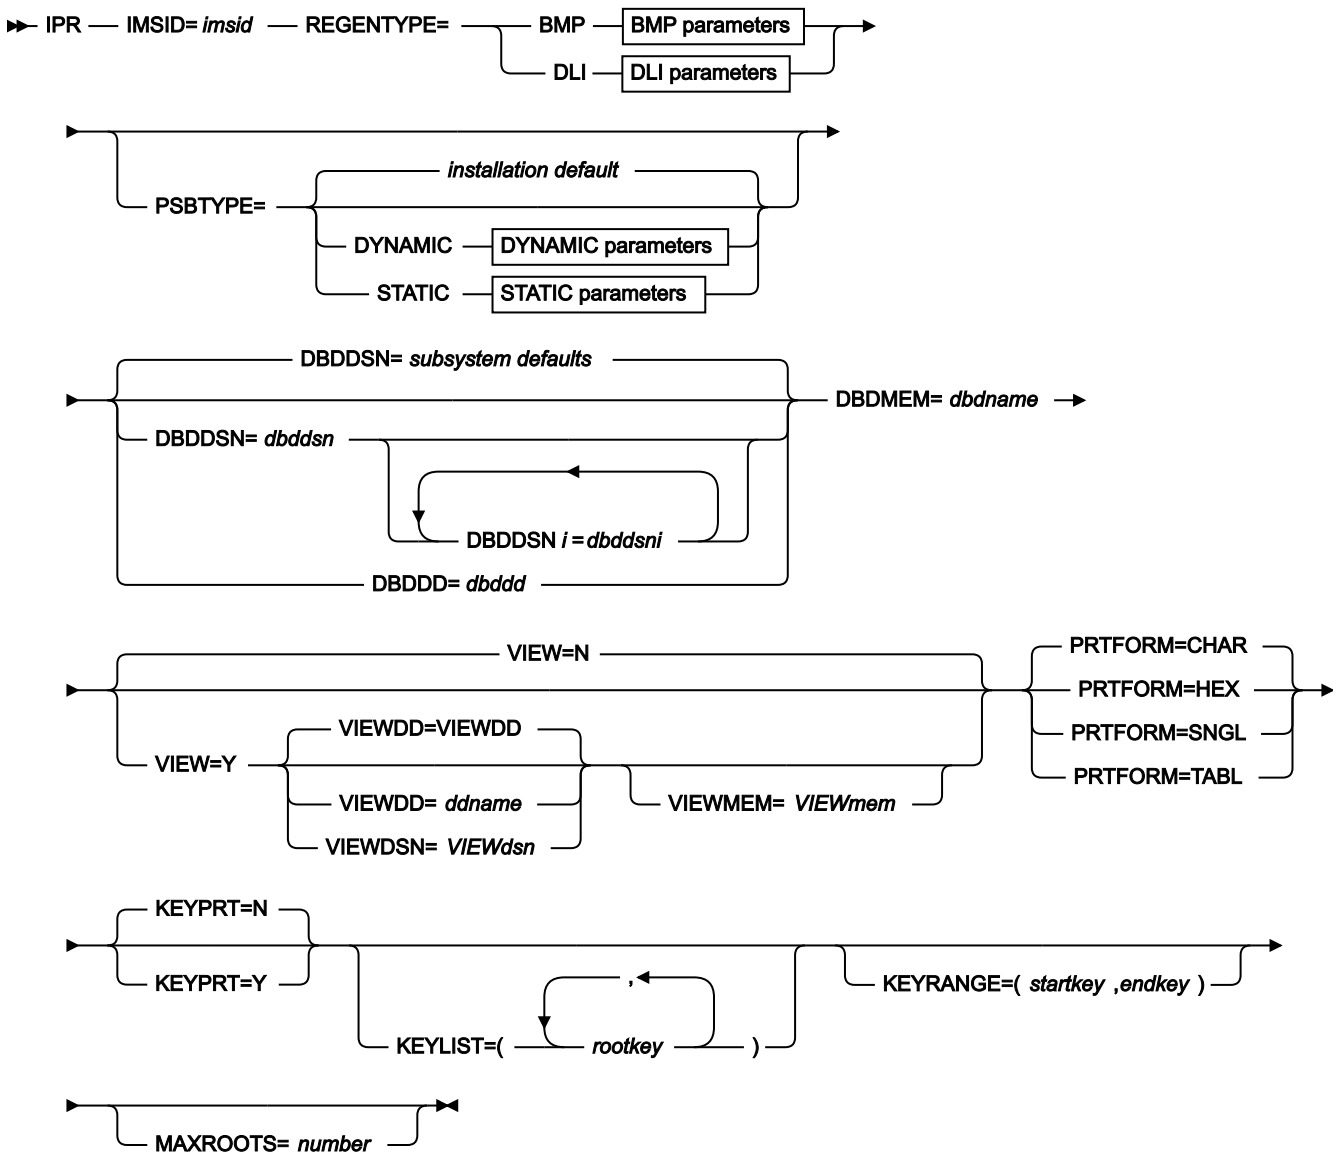 IPR IMSID= imsid REGENTYPE= BMP BMP parameters
DLI DLI parameters
installation default
PSBTYPE=
DYNAMIC DYNAMIC parameters
STATIC STATIC parameters
DBDDSN= subsystem defaults
DBDMEM= dbdname
DBDDSN= dbddsn
DBDDSN i =dbddsni
DBDDD= dbddd
VIEW=N PRTFORM=CHAR
PRTFORM=HEX
VIEWDD=VIEWDD PRTFORM=SNGL
VIEW=Y PRTFORM=TABL
VIEWDD= ddname VIEWMEM= VIEWmem
VIEWDSN= VIEWdsn
KEYPRT=N
KEYPRT=Y , KEYRANGE=( startkey ,endkey )
KEYLIST=( rootkey )
MAXROOTS= number